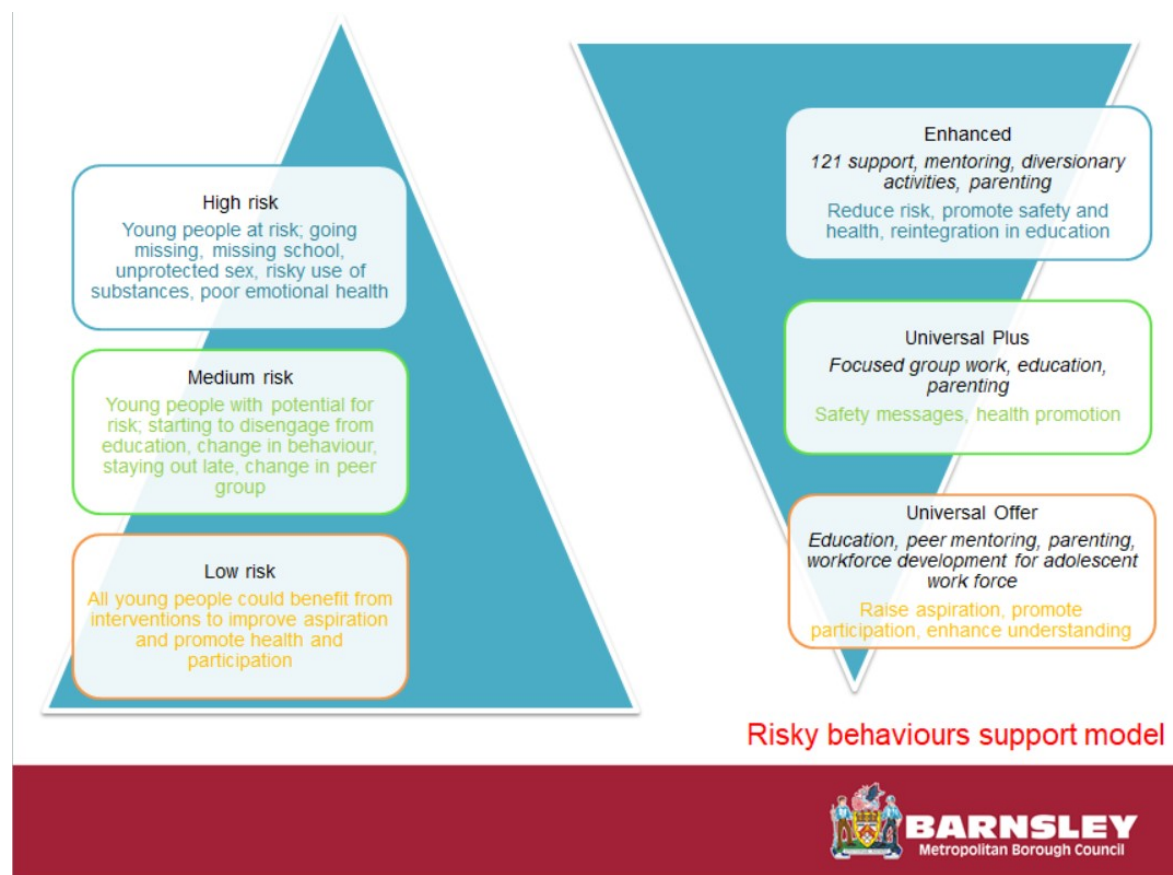 High risk
Young people at risk; going
missing, missing school,
unprotected sex, risky use of
substances, poor emotional health
Medium risk
Young people with potential for
risk; starting to disengage from
education, change in behaviour,
staying out late, change in peer
group
Low risk
All young people could benefit from
interventions to improve aspiration
and promote health and
participation
Enhanced
121 support, mentoring, diversionary
activities, parenting
Reduce risk, promote safety and
health, reintegration in education
Universal Plus
Focused group work, education,
parenting
Safety messages, health promotion
Universal Offer
Education, peer mentoring, parenting,
workforce development for adolescent
work force
Raise aspiration, promote
participation, enhance understanding
Risky behaviours support model
BARNSLEY
Metropolitan Borough Council